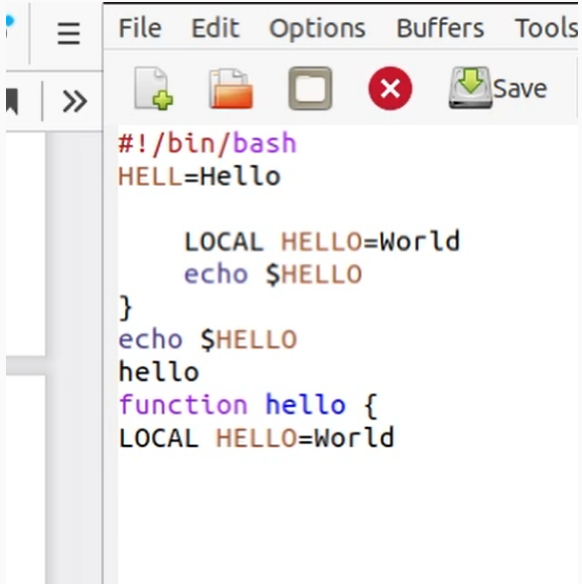 File Edit Options Buffers Tools
Save
#!/bin/bash
HELL=Hello
LOCAL HELLO=World
echo $HELLO
}
echo $HELLO
hello
function hello {
LOCAL HELLO=World